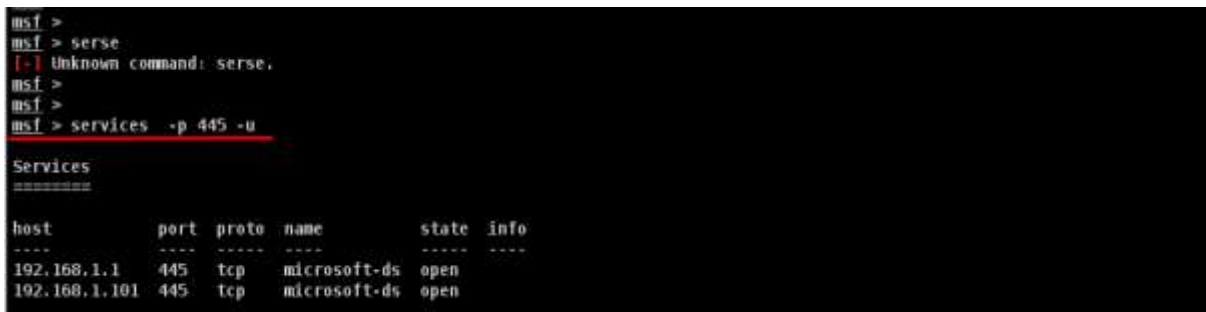 msf >
msf > serse
[-] Unknown command: serse.
msf >
msf >
msf > services  -p 445 -u
Services
========
host           port  proto  name          state  info
----           ----  -----  ----          -----  ----
192.168.1.1    445   tcp    microsoft-ds  open
192.168.1.101  445   tcp    microsoft-ds  open